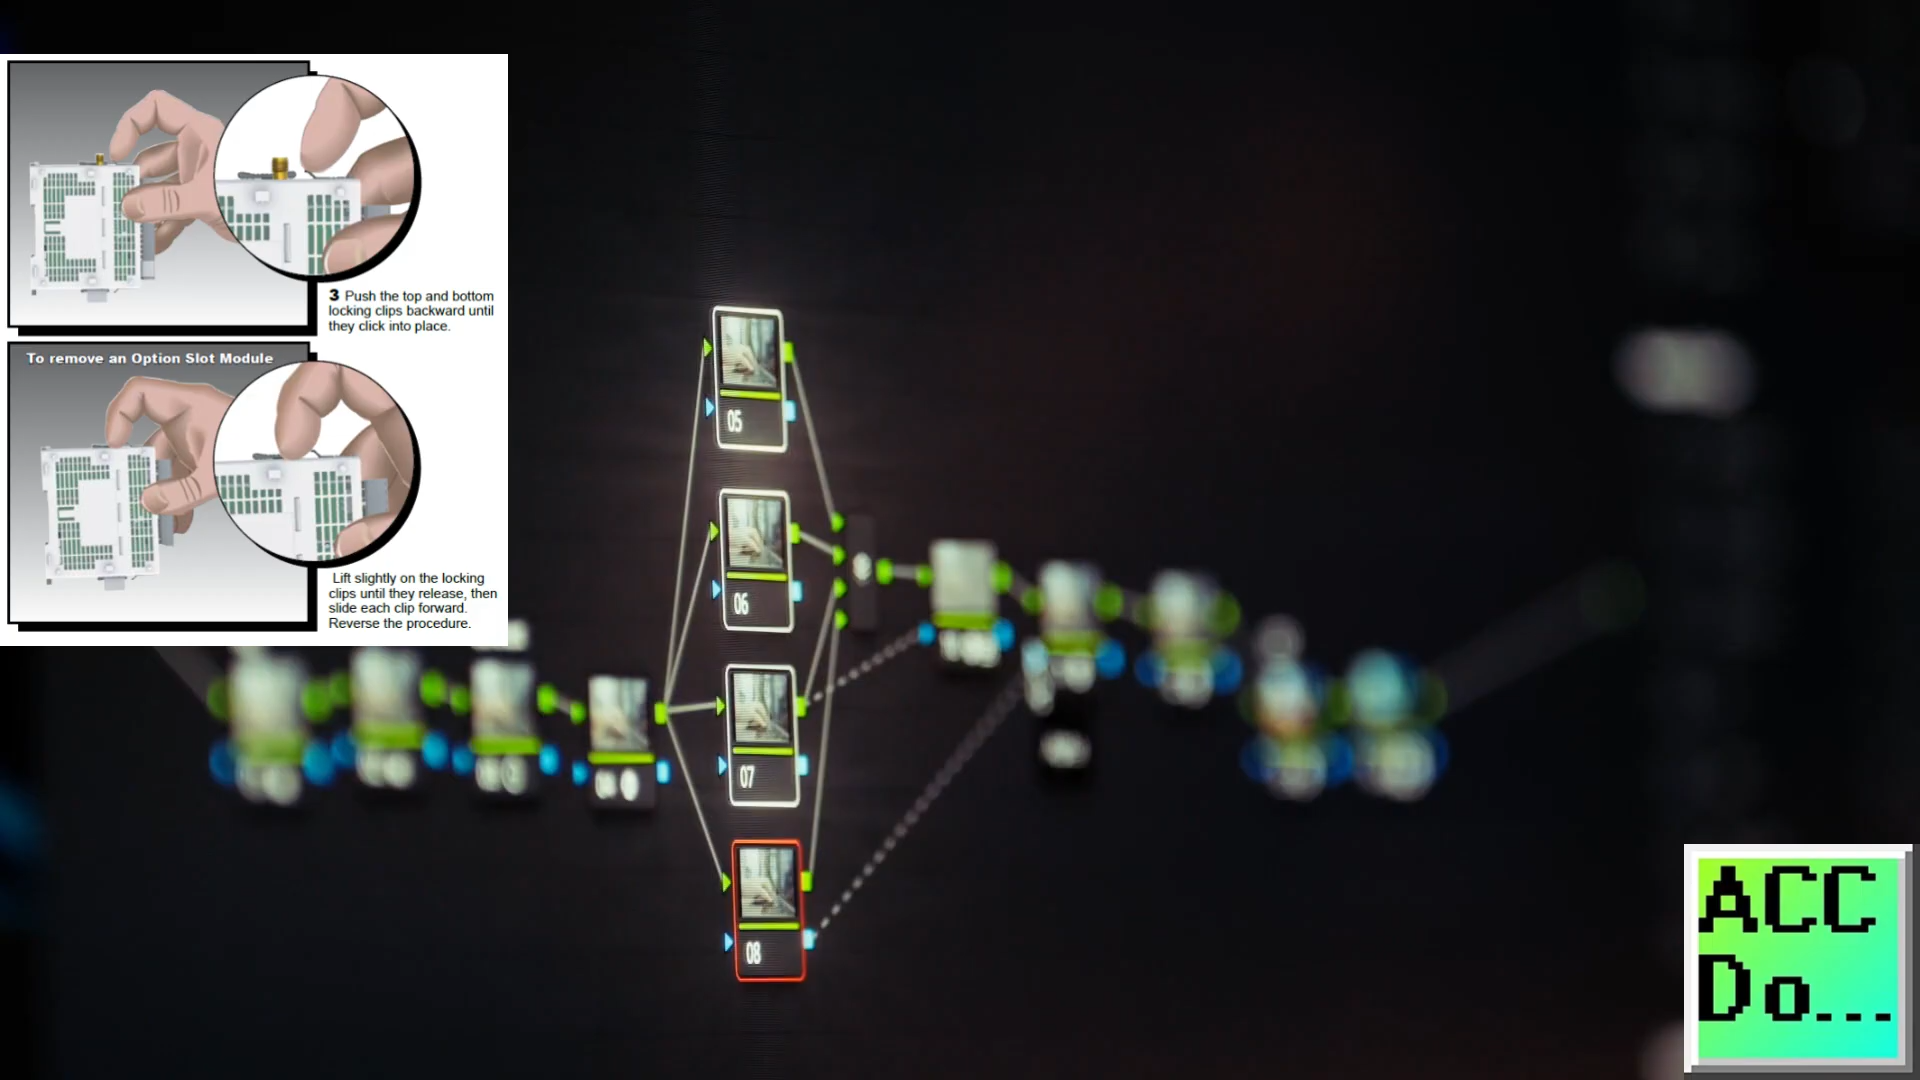 3 Push the top and bottom
locking clips backward until
they click into place.
To remove an Option Slot Module
Lift slightly on the locking
clips until they release, then
slide each clip forward.
Reverse the procedure.
05
06
07
08
ACC
Do...